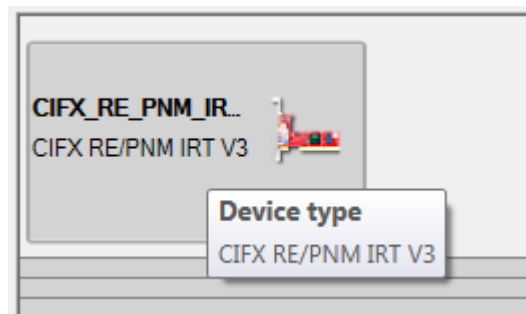 CIFX_RE_PNM_IR...
CIFX RE/PNM IRT V3
Device type
CIFX RE/PNM IRT V3